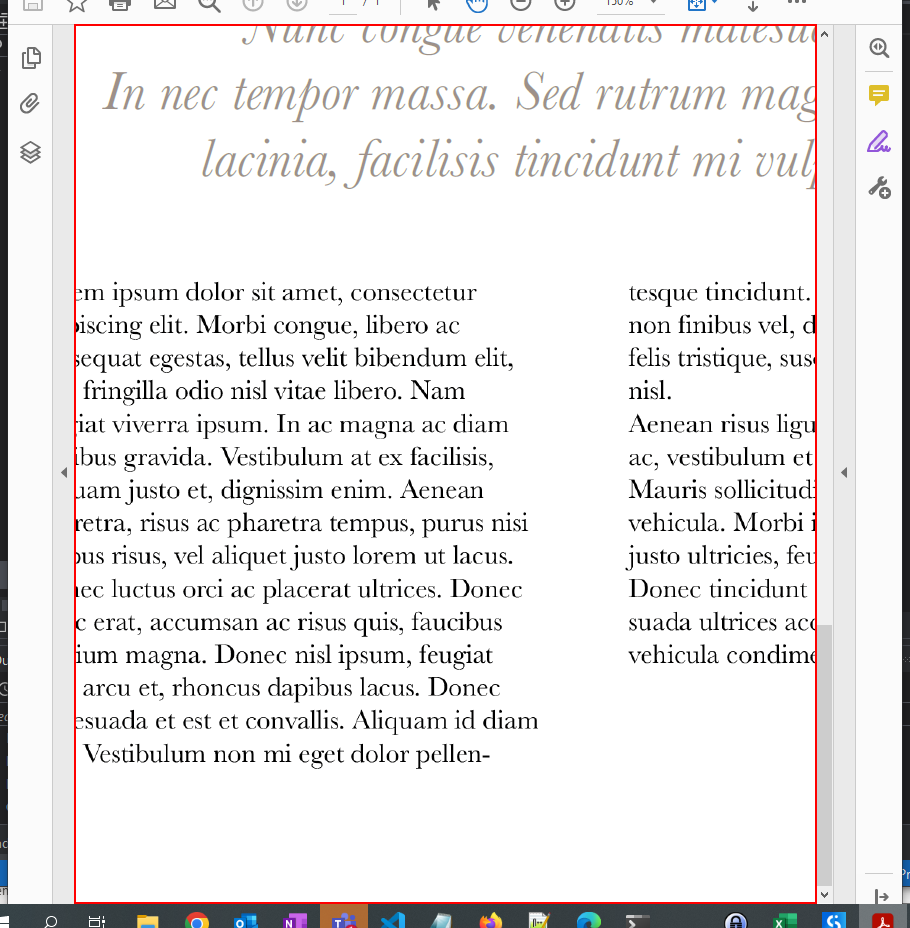 Nunc congue venenatis
In nec tempor massa. Sed rutrum mag
lacinia, facilisis tincidunt mi vulp
em ipsum dolor sit amet, consectetur
iscing elit. Morbi congue, libero ac
sequat egestas, tellus velit bibendum elit,
fringilla odio nisl vitae libero. Nam
iat viverra ipsum. In ac magna ac diam
ibus gravida. Vestibulum at ex facilisis,
uam justo et, dignissim enim. Aenean
retra, risus ac pharetra tempus, purus nisi
bus risus, vel aliquet justo lorem ut lacus.
nec luctus orci ac placerat ultrices. Donec
c erat, accumsan ac risus quis, faucibus
ium magna. Donec nisl ipsum, feugiat
arcu et, rhoncus dapibus lacus. Donec
esuada et est et convallis. Aliquam id diam
Vestibulum non mi eget dolor pellen-
tesque tincidunt.
non finibus vel, d
felis tristique, sus
nisl.
Aenean risus ligu
ac, vestibulum et
Mauris sollicitudi
vehicula. Morbi i
justo ultricies, feu
Donec tincidunt
suada ultrices acc
vehicula condime